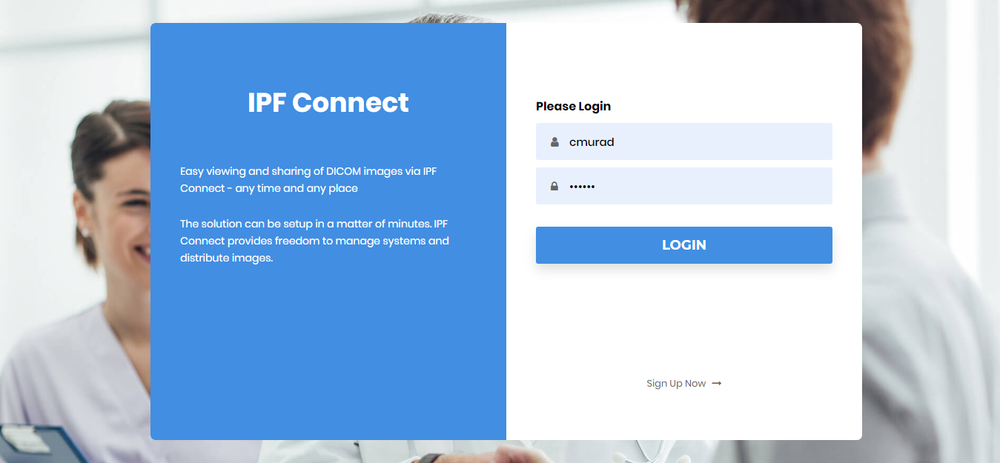 IPF Connect
Easy viewing and sharing of DICOM images via IPF
Connect - any time and any place
The solution can be setup in a matter of minutes. IPF
Connect provides freedom to manage systems and
distribute images.
Please Login
cmurad
••••••
LOGIN
Sign Up Now →